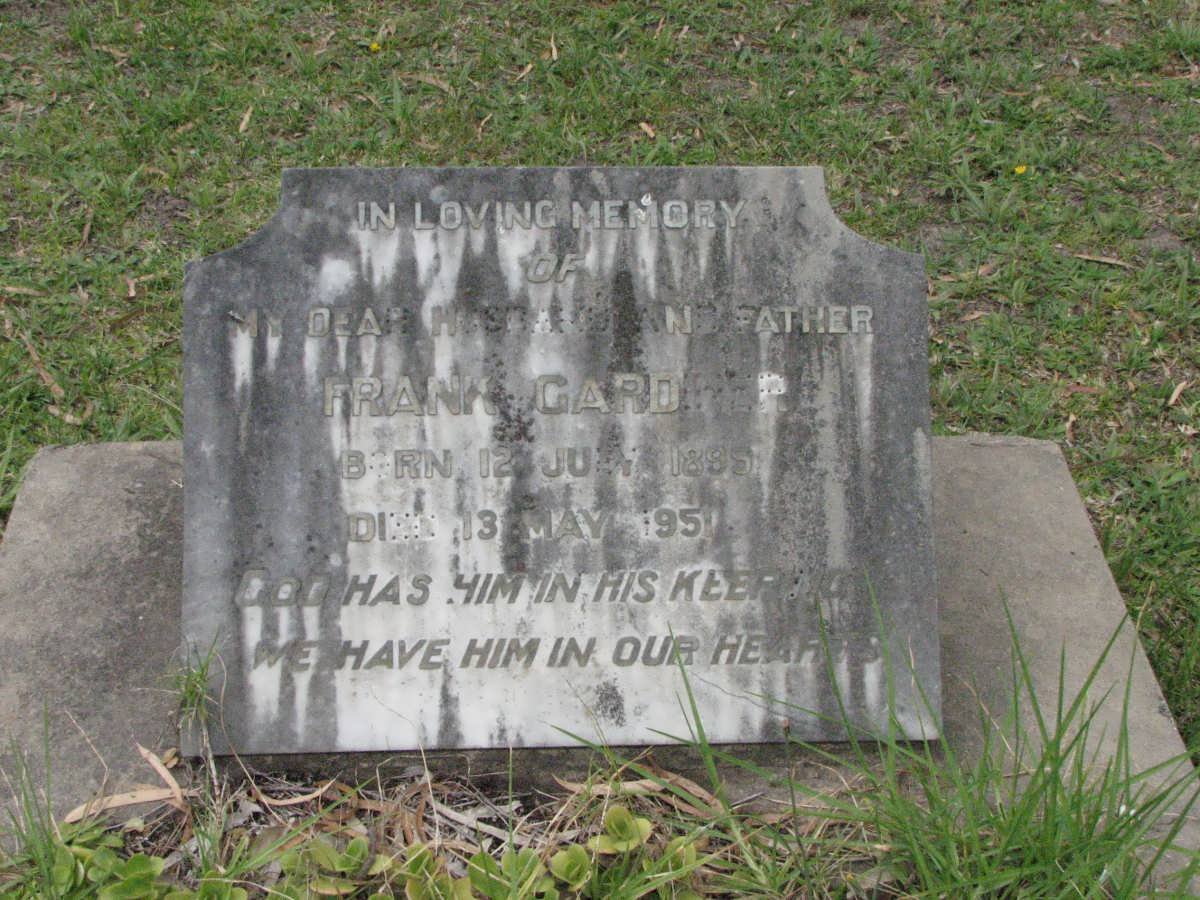 IN LOVING MEMORY
OF
MY DEAR HUSBAND AND FATHER
FRANK GARDINER
BORN 12 JULY 1895
DIED 13 MAY 1951
GOD HAS HIM IN HIS KEEPING
WE HAVE HIM IN OUR HEARTS